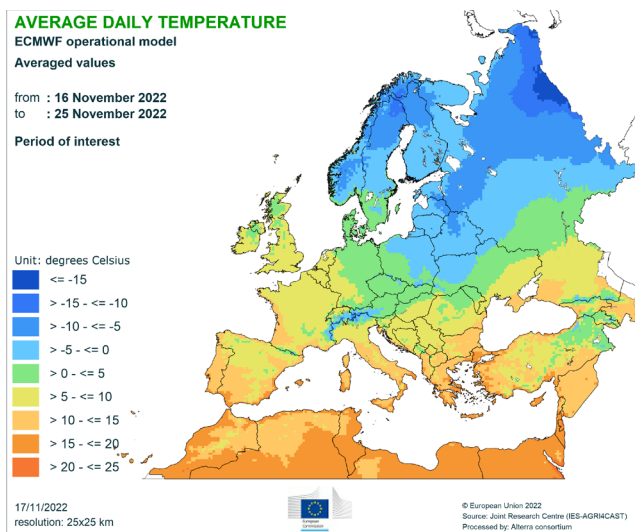 AVERAGE DAILY TEMPERATURE
ECMWF operational model
Averaged values
from : 16 November 2022
to : 25 November 2022
Period of interest
Unit: degrees Celsius
<= -15
> -15 - <= -10
> -10 - <= -5
> -5 - <= 0
> 0 - <= 5
> 5 - <= 10
> 10 - <= 15
> 15 - <= 20
> 20 - <= 25
17/11/2022
resolution: 25x25 km
European
Commission
© European Union 2022
Source: Joint Research Centre (IES-AGRI4CAST)
Processed by: Alterra consortium